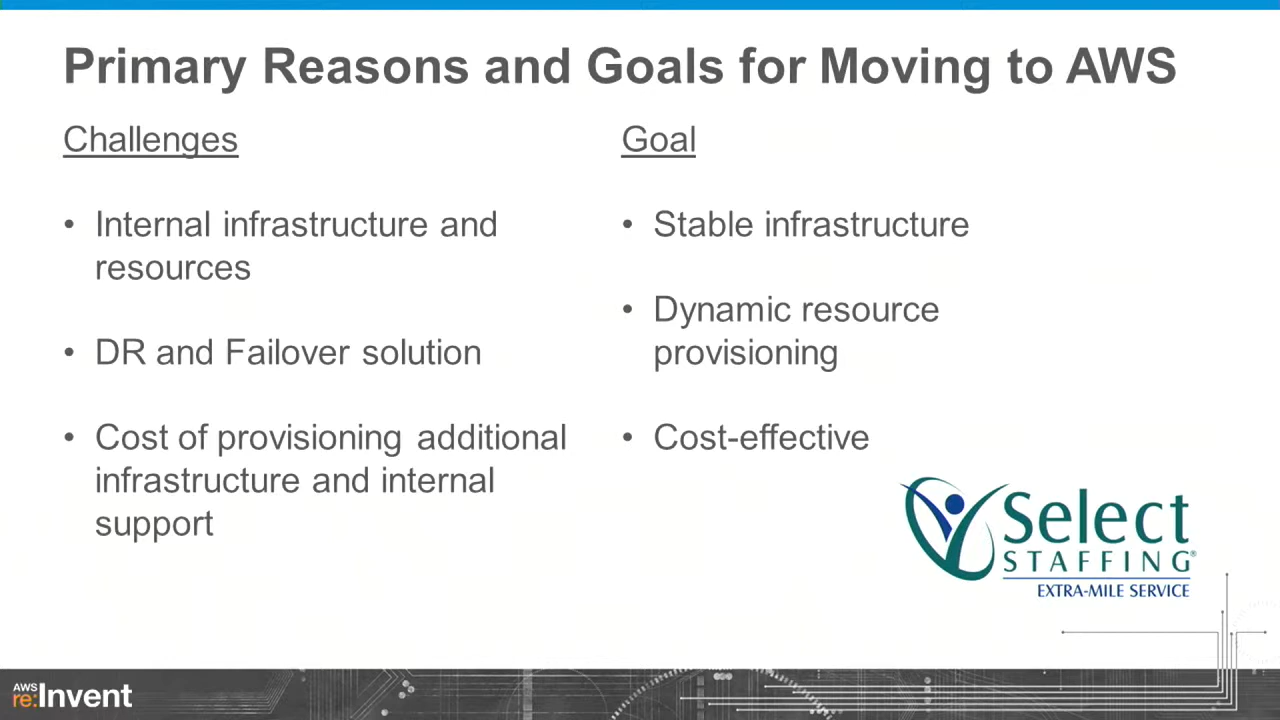 Primary Reasons and Goals for Moving to AWS
Challenges
• Internal infrastructure and
resources
• DR and Failover solution
• Cost of provisioning additional
infrastructure and internal
support
Goal
• Stable infrastructure
• Dynamic resource
provisioning
• Cost-effective
Select
STAFFING®
EXTRA-MILE SERVICE
AWS
re:Invent